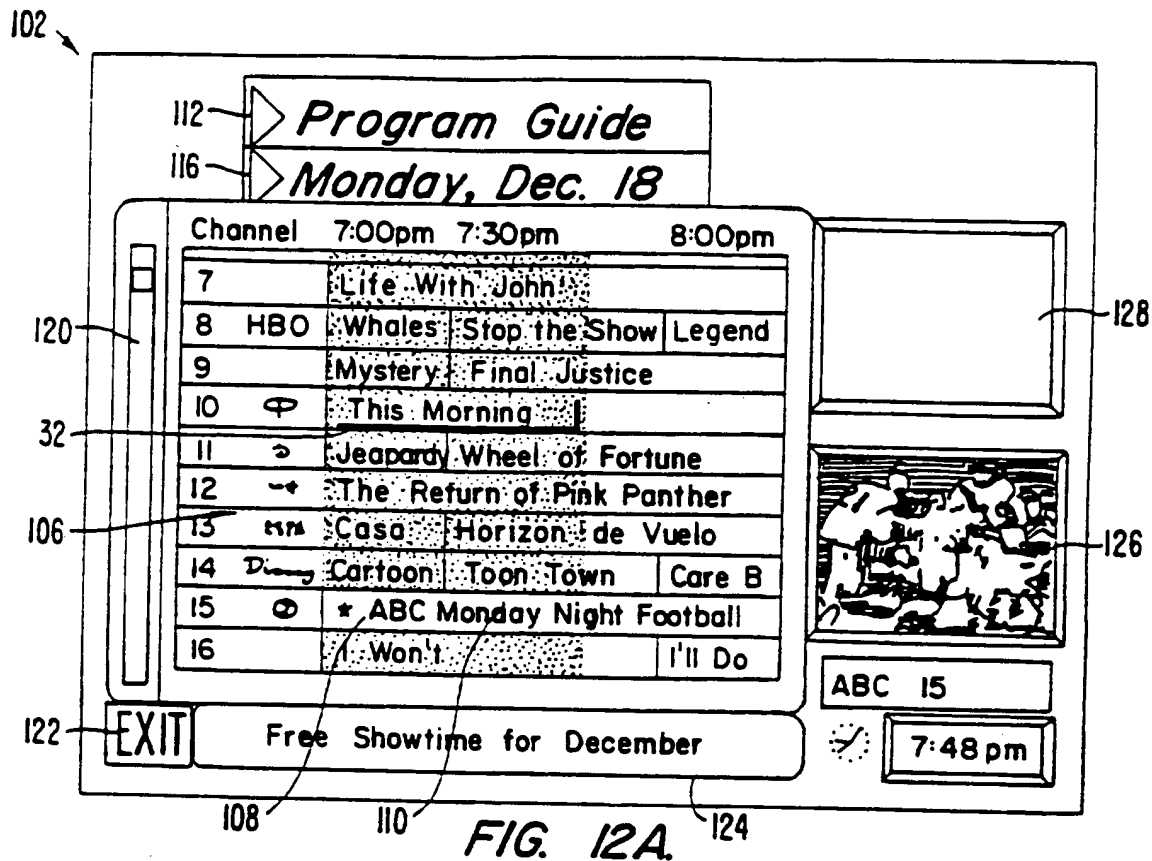 102
112
Program Guide
116
Monday, Dec. 18
Channel 7:00pm 7:30pm 8:00pm
7 Life With John
120
8 HBO Whales Stop the Show Legend
128
9 Mystery Final Justice
10 This Morning
32
11 Jeapardy Wheel of Fortune
12 The Return of Pink Panther
106
13 Casa Horizon de Vuelo
126
14 Disney Cartoon Toon Town Care B
15 * ABC Monday Night Football
16 I Won't I'll Do
ABC 15
122
EXIT
Free Showtime for December
7:48 pm
108
110
124
FIG. 12A.